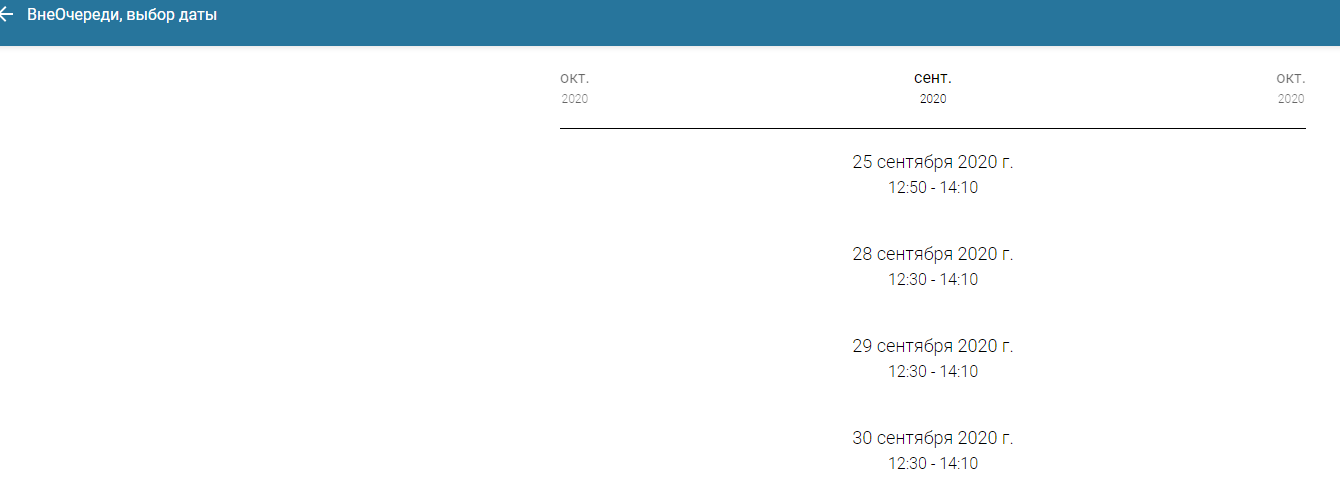 ВнеОчереди, выбор даты
окт. сент. окт.
2020 2020 2020
25 сентября 2020 г.
12:50 - 14:10
28 сентября 2020 г.
12:30 - 14:10
29 сентября 2020 г.
12:30 - 14:10
30 сентября 2020 г.
12:30 - 14:10